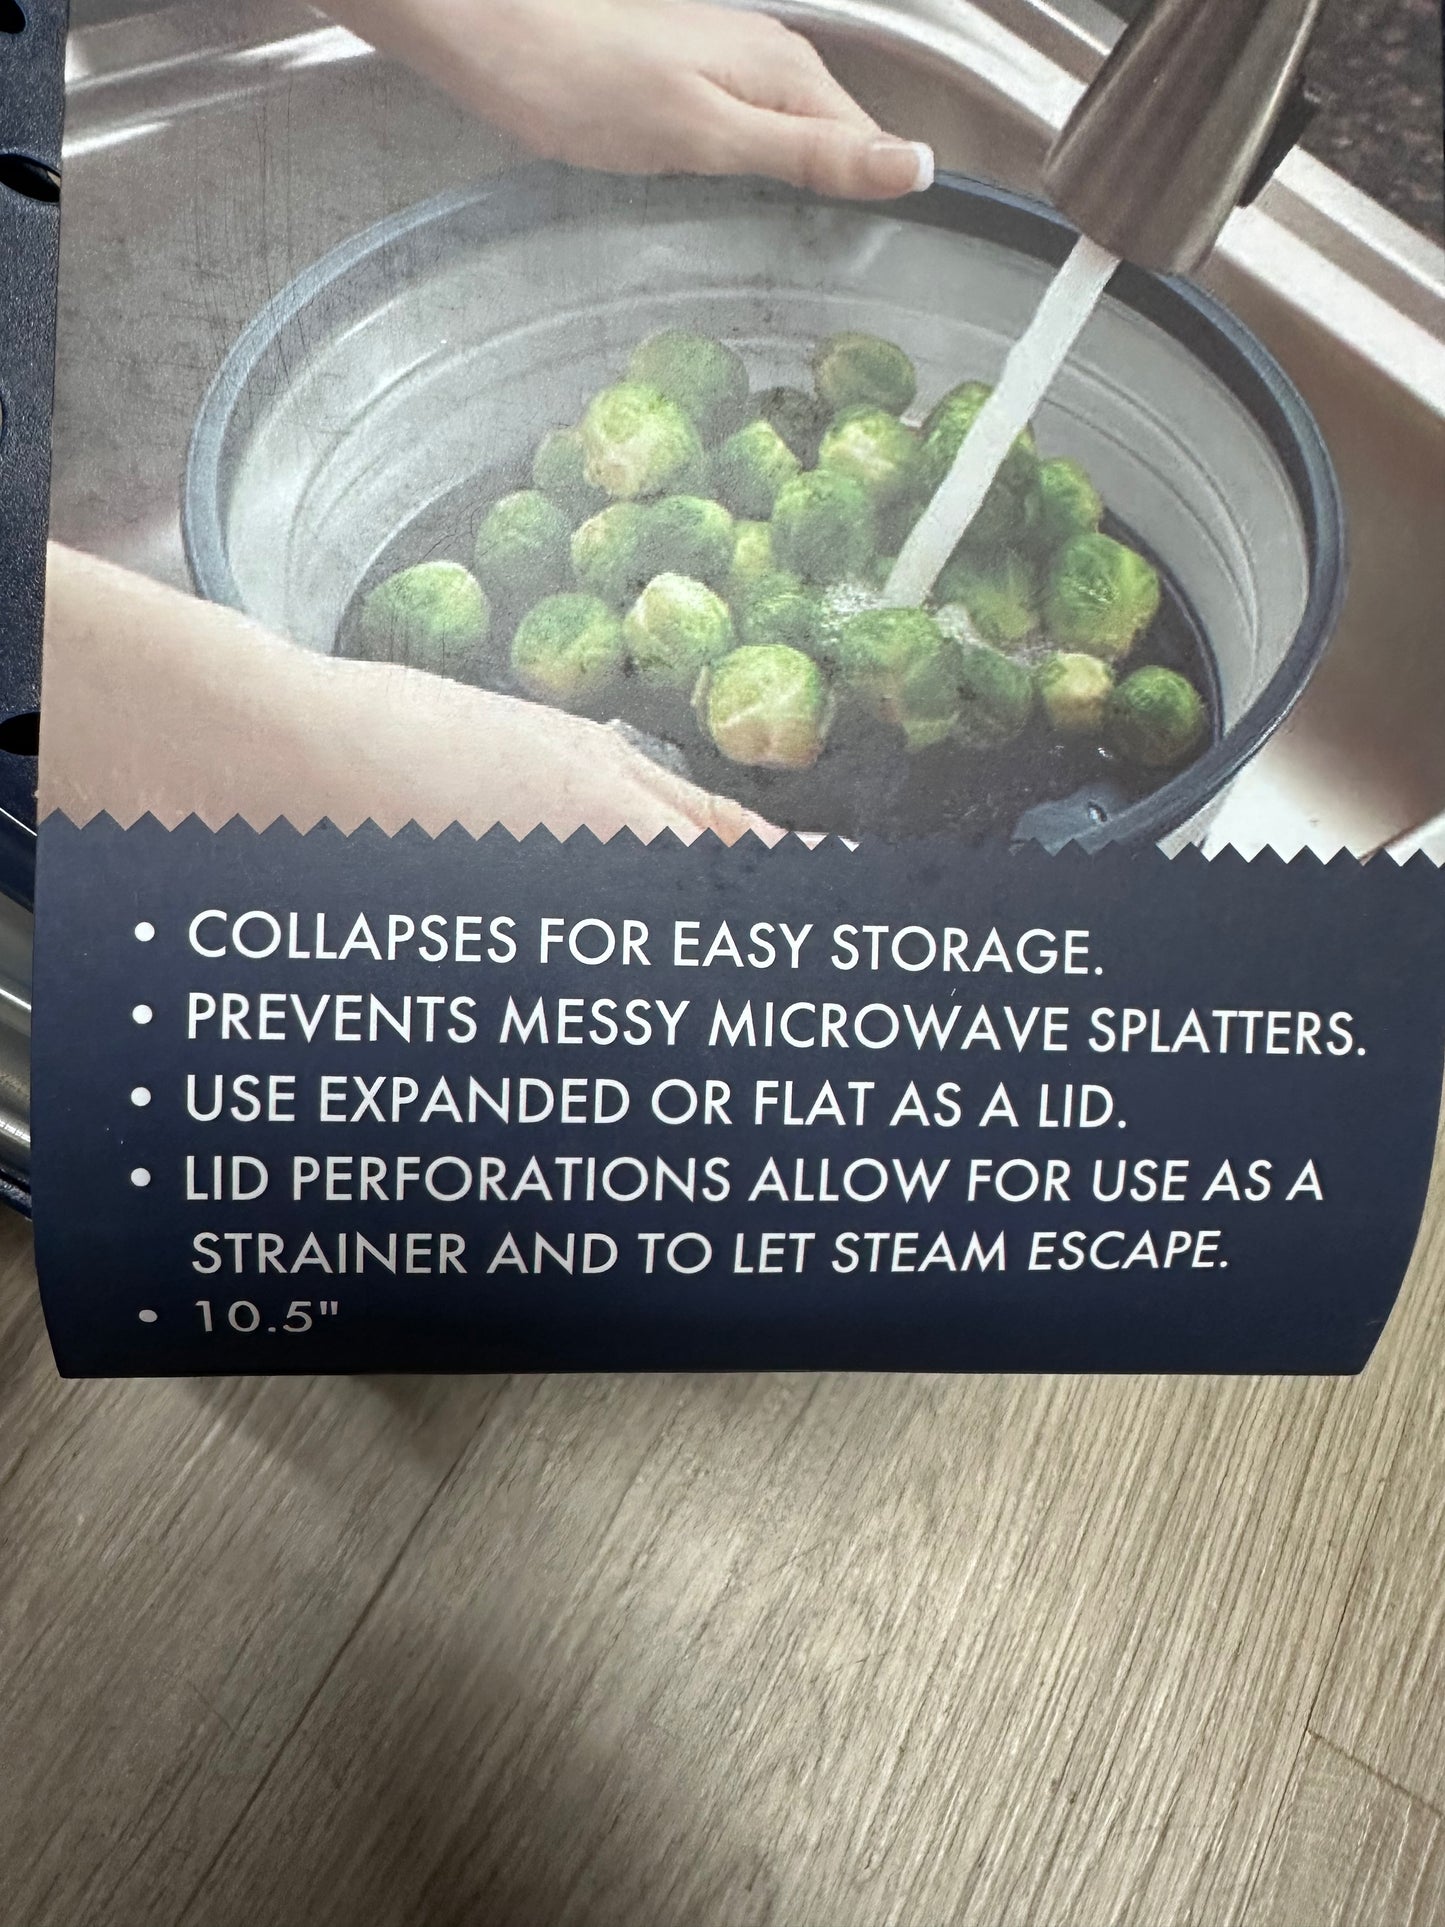 • COLLAPSES FOR EASY STORAGE.
• PREVENTS MESSY MICROWAVE SPLATTERS.
• USE EXPANDED OR FLAT AS A LID.
• LID PERFORATIONS ALLOW FOR USE AS A
STRAINER AND TO LET STEAM ESCAPE.
• 10.5"